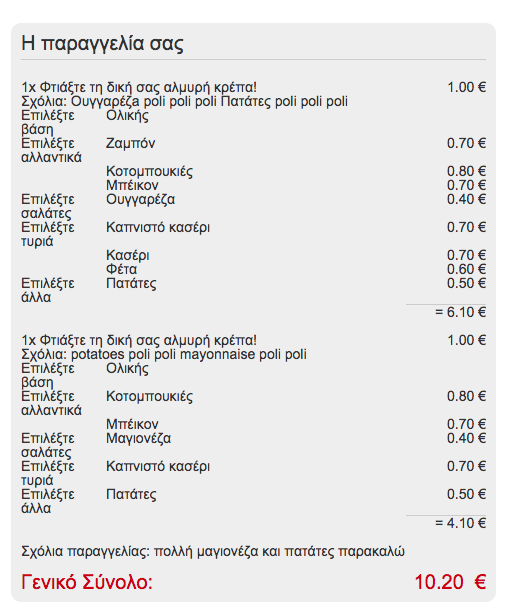 Η παραγγελία σας
1x Φτιάξτε τη δική σας αλμυρή κρέπα! 1.00 €
Σχόλια: Ουγγαρέζα poli poli poli Πατάτες poli poli poli
Επιλέξτε βάση Ολικής
Επιλέξτε αλλαντικά Ζαμπόν 0.70 €
Κοτομπουκιές 0.80 €
Μπέικον 0.70 €
Επιλέξτε σαλάτες Ουγγαρέζα 0.40 €
Επιλέξτε τυριά Καπνιστό κασέρι 0.70 €
Κασέρι 0.70 €
Φέτα 0.60 €
Επιλέξτε άλλα Πατάτες 0.50 €
= 6.10 €
1x Φτιάξτε τη δική σας αλμυρή κρέπα! 1.00 €
Σχόλια: potatoes poli poli mayonnaise poli poli
Επιλέξτε βάση Ολικής
Επιλέξτε αλλαντικά Κοτομπουκιές 0.80 €
Μπέικον 0.70 €
Επιλέξτε σαλάτες Μαγιονέζα 0.40 €
Επιλέξτε τυριά Καπνιστό κασέρι 0.70 €
Επιλέξτε άλλα Πατάτες 0.50 €
= 4.10 €
Σχόλια παραγγελίας: πολλή μαγιονέζα και πατάτες παρακαλώ
Γενικό Σύνολο: 10.20 €